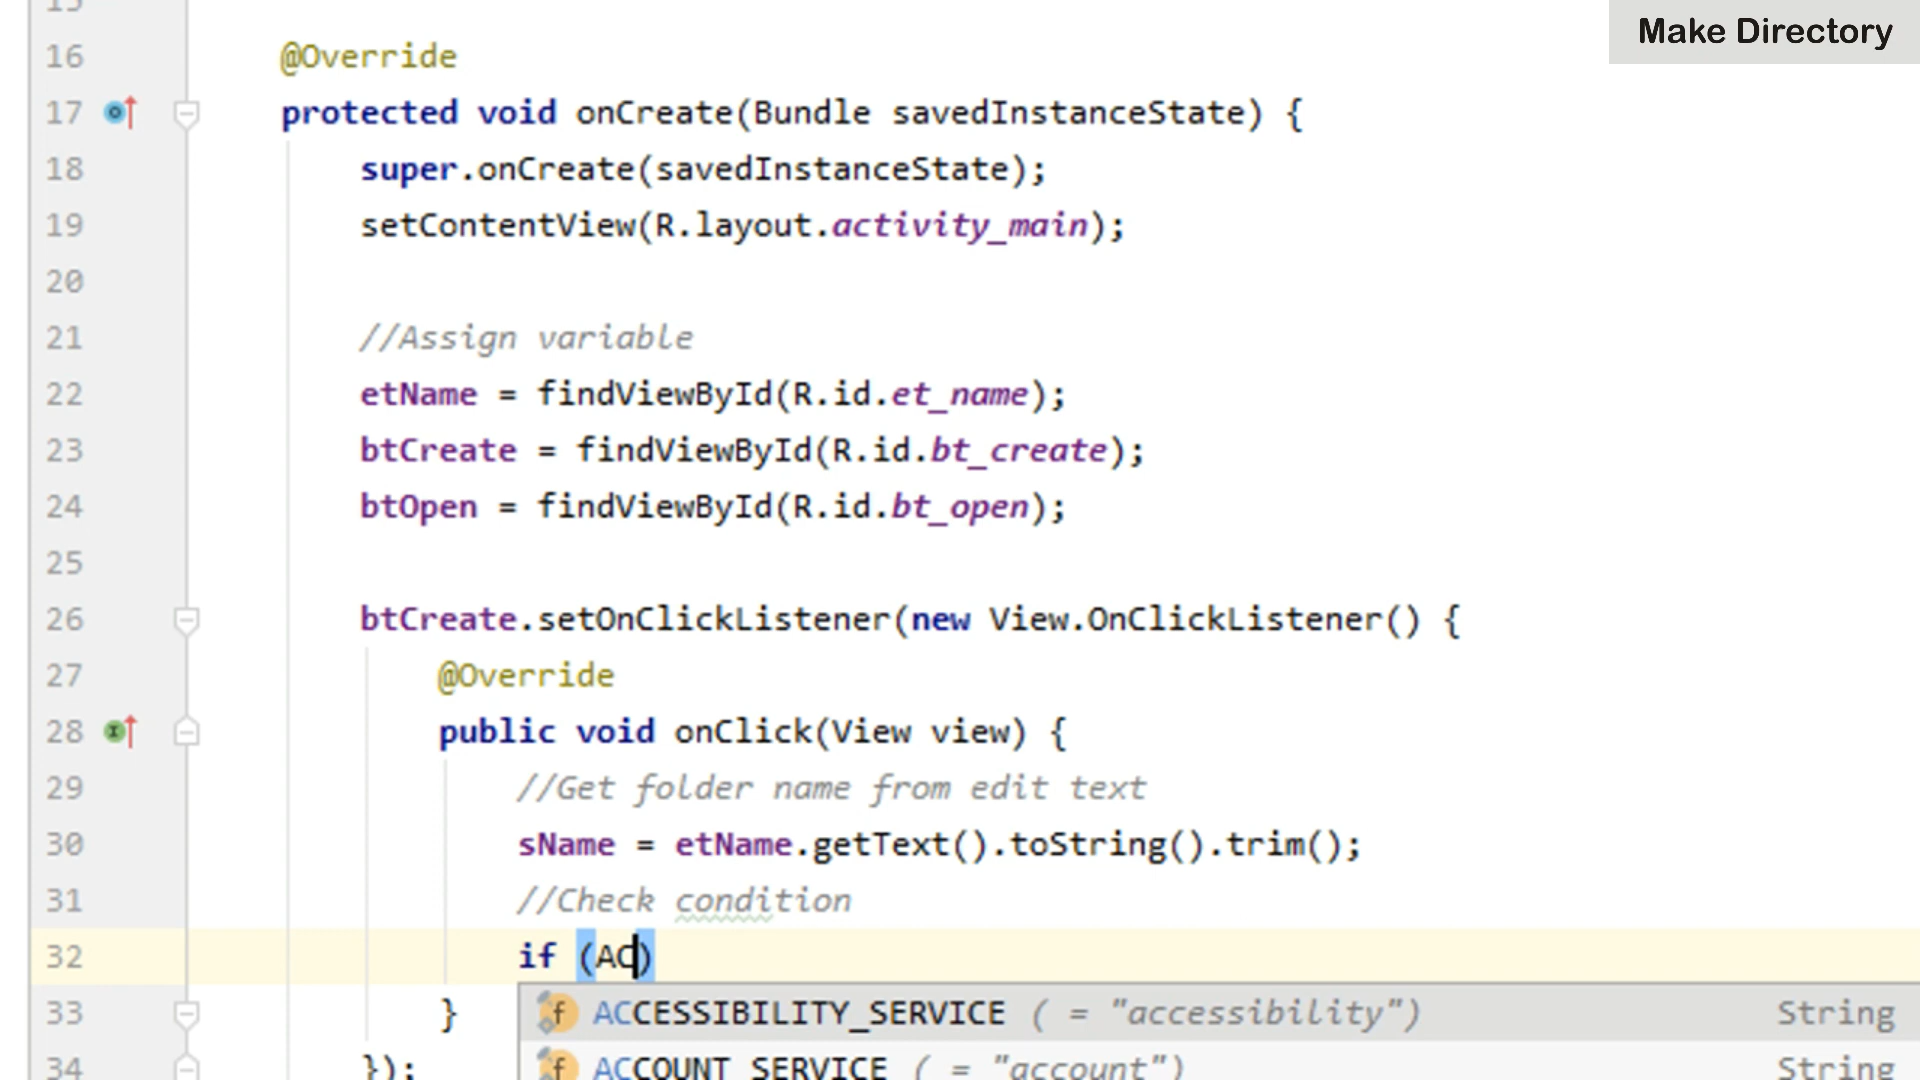 Make Directory
15
16 @Override
17 protected void onCreate(Bundle savedInstanceState) {
18 super.onCreate(savedInstanceState);
19 setContentView(R.layout.activity_main);
20
21 //Assign variable
22 etName = findViewById(R.id.et_name);
23 btCreate = findViewById(R.id.bt_create);
24 btOpen = findViewById(R.id.bt_open);
25
26 btCreate.setOnClickListener(new View.OnClickListener() {
27 @Override
28 public void onClick(View view) {
29 //Get folder name from edit text
30 sName = etName.getText().toString().trim();
31 //Check condition
32 if (AC)
33 } ACCESSIBILITY_SERVICE ( = "accessibility") String
34 }); ACCOUNT_SERVICE ( = "account") String